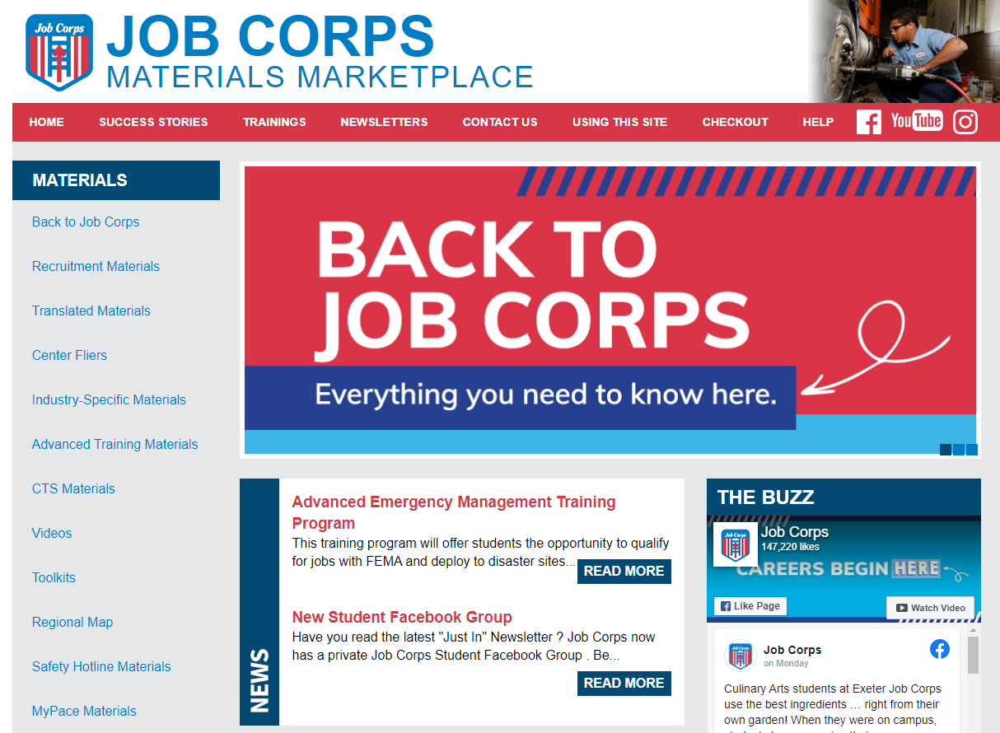 Job Corps
JOB CORPS
MATERIALS MARKETPLACE
HOME SUCCESS STORIES TRAININGS NEWSLETTERS CONTACT US USING THIS SITE CHECKOUT HELP
You Tube
MATERIALS
Back to Job Corps
Recruitment Materials
Translated Materials
Center Fliers
Industry-Specific Materials
Advanced Training Materials
CTS Materials
Videos
Toolkits
Regional Map
Safety Hotline Materials
MyPace Materials
BACK TO
JOB CORPS
Everything you need to know here.
NEWS
Advanced Emergency Management Training
Program
This training program will offer students the opportunity to qualify
for jobs with FEMA and deploy to disaster sites...
READ MORE
New Student Facebook Group
Have you read the latest "Just In" Newsletter ? Job Corps now
has a private Job Corps Student Facebook Group . Be...
READ MORE
THE BUZZ
Job Corps
Job Corps
147,220 likes
CAREERS BEGIN HERE
Like Page
Watch Video
Job Corps
Job Corps
on Monday
Culinary Arts students at Exeter Job Corps
use the best ingredients … right from their
own garden! When they were on campus,